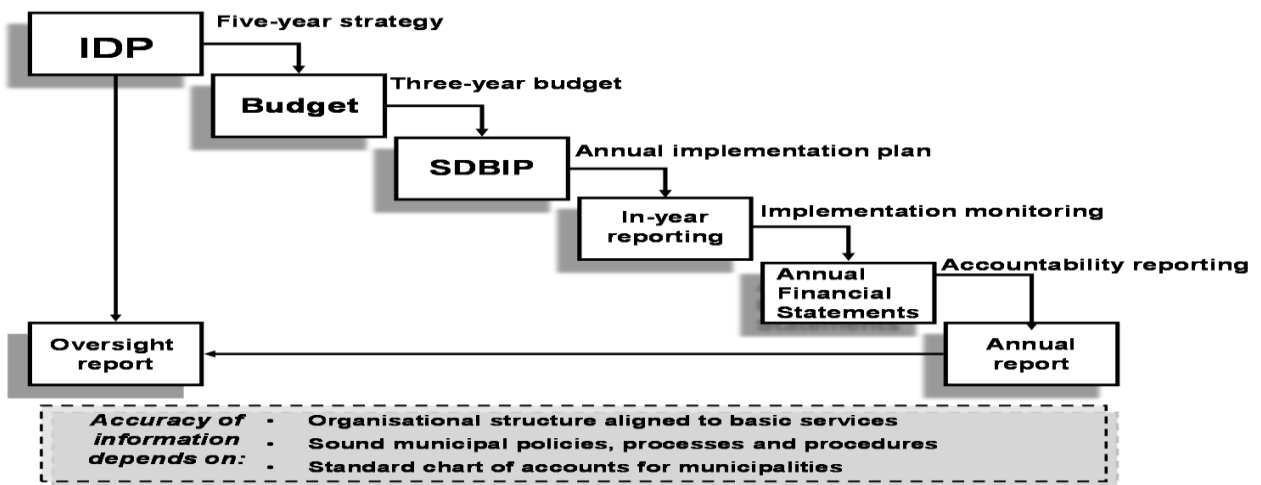 IDP
Five-year strategy
Budget
Three-year budget
SDBIP
Annual implementation plan
In-year
reporting
Implementation monitoring
Annual
Financial
Statements
Accountability reporting
Oversight
report
Annual
report
Accuracy of
information
depends on:
- Organisational structure aligned to basic services
- Sound municipal policies, processes and procedures
- Standard chart of accounts for municipalities